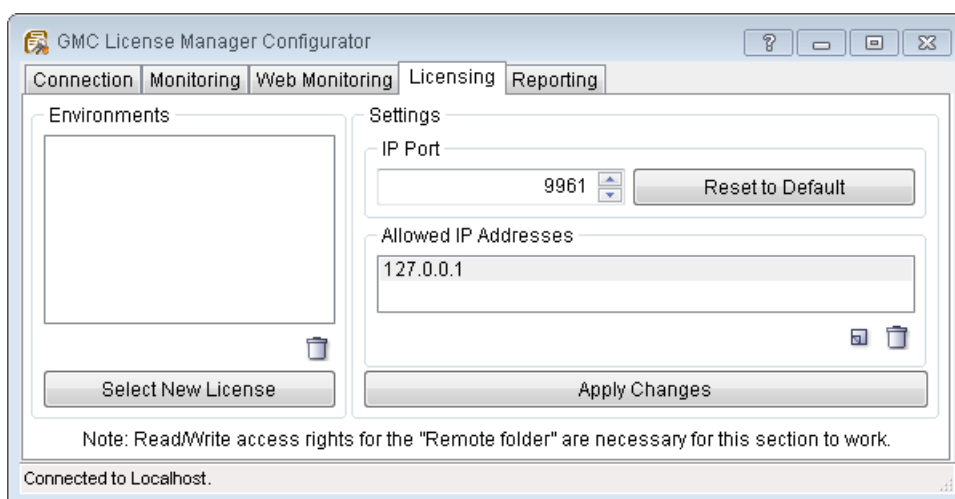 GMC License Manager Configurator
Connection Monitoring Web Monitoring Licensing Reporting
Environments
Select New License
Settings
IP Port
9961 Reset to Default
Allowed IP Addresses
127.0.0.1
Apply Changes
Note: Read/Write access rights for the "Remote folder" are necessary for this section to work.
Connected to Localhost.